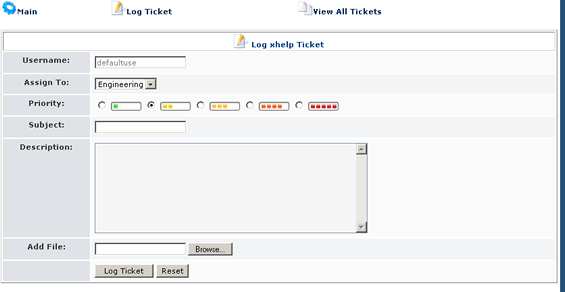 Main Log Ticket View All Tickets
Log xhelp Ticket
Username: defaultuse
Assign To: Engineering
Priority:
Subject:
Description:
Add File: Browse...
Log Ticket Reset